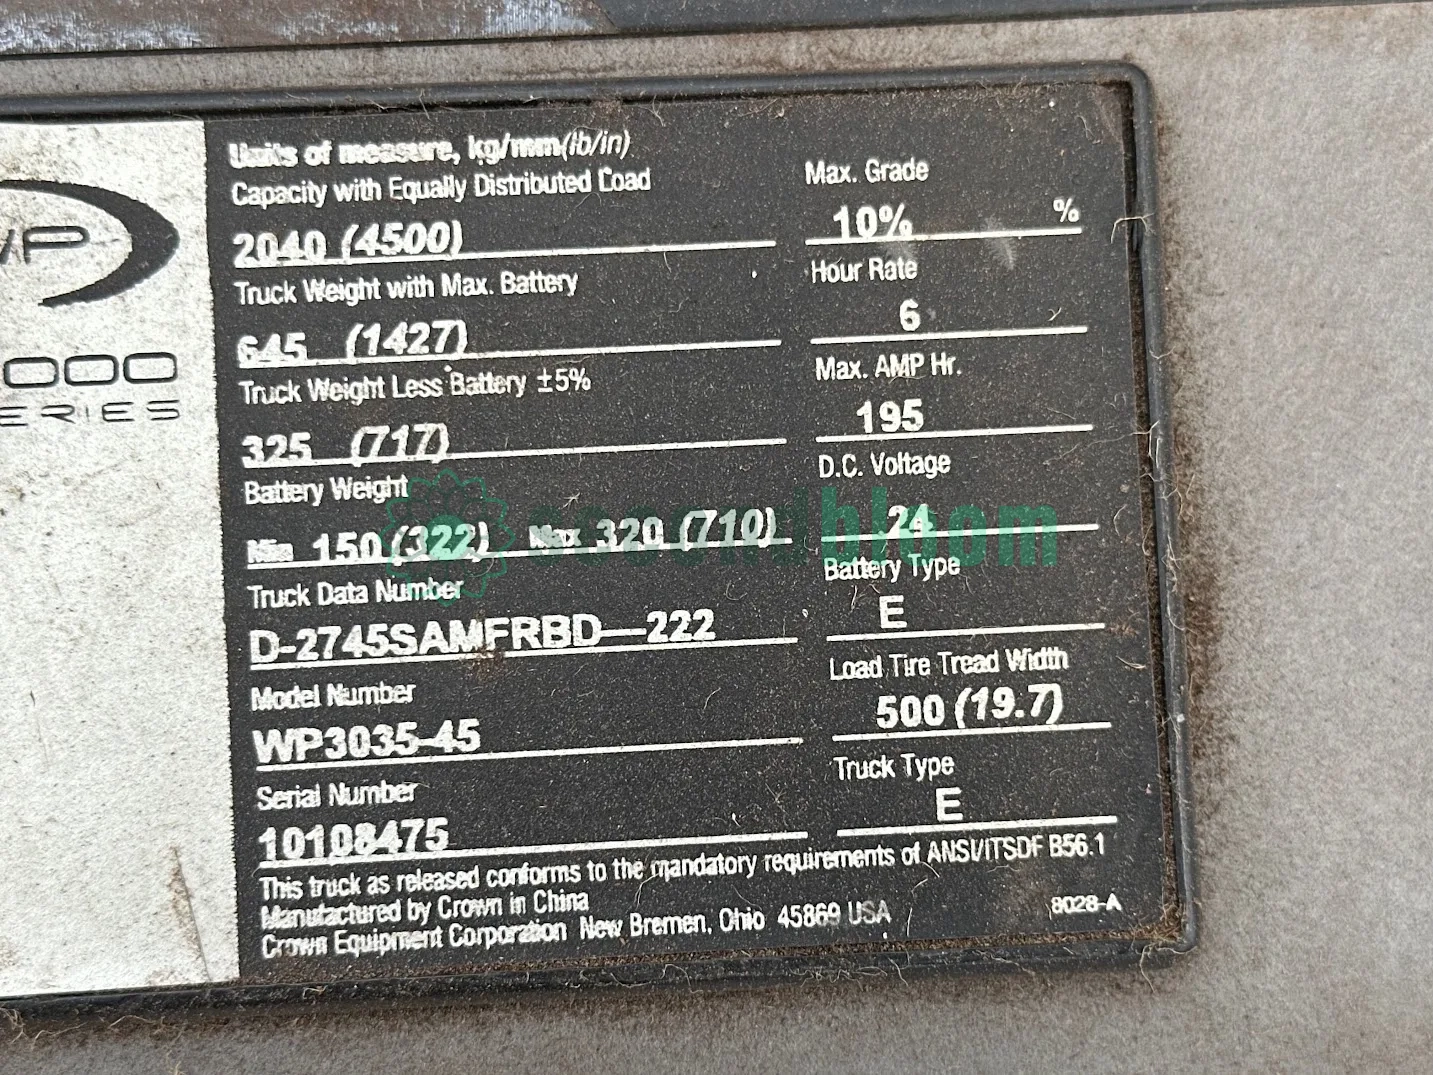 WP
000
ERIES
Units of measure, kg/mm(lb/in)
Capacity with Equally Distributed Load
2040 (4500)
Truck Weight with Max. Battery
645 (1427)
Truck Weight Less Battery ±5%
325 (717)
Battery Weight
Min 150 (322) Max 320 (710)
Truck Data Number
D-2745SAMFRBD—222
Model Number
WP3035-45
Serial Number
10108475
Max. Grade
10% %
Hour Rate
6
Max. AMP Hr.
195
D.C. Voltage
24
Battery Type
E
Load Tire Tread Width
500 (19.7)
Truck Type
E
This truck as released conforms to the mandatory requirements of ANSI/ITSDF B56.1
Manufactured by Crown in China
Crown Equipment Corporation New Bremen, Ohio 45869 USA
8028-A
secondbloom